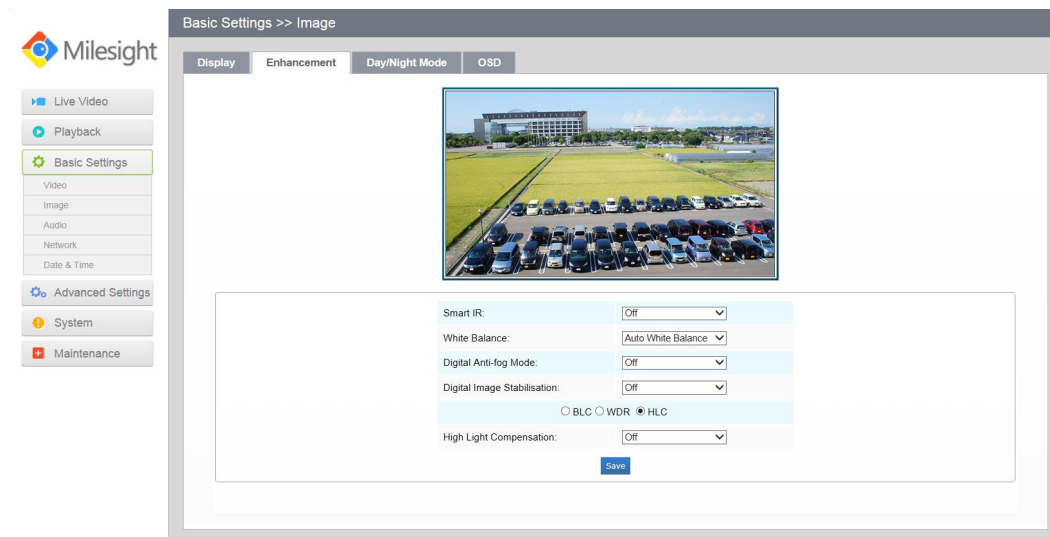 Milesight
Live Video
Playback
Basic Settings
Video
Image
Audio
Network
Date & Time
Advanced Settings
System
Maintenance
Basic Settings >> Image
Display Enhancement Day/Night Mode OSD
Smart IR: Off
White Balance: Auto White Balance
Digital Anti-fog Mode: Off
Digital Image Stabilisation: Off
BLC WDR HLC
High Light Compensation: Off
Save